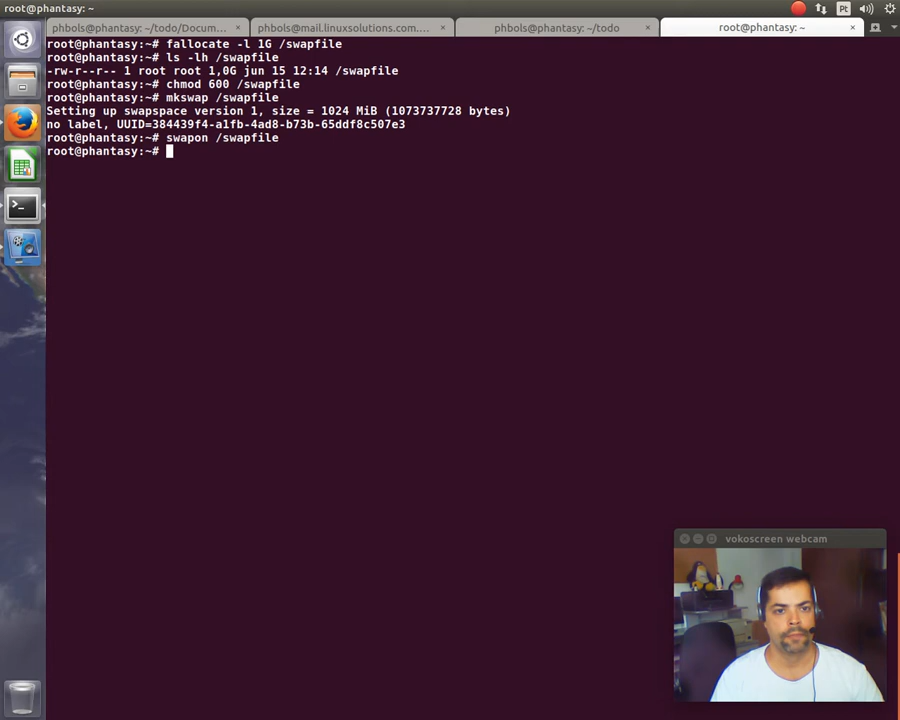 root@phantasy: ~
Pt
phbols@phantasy: ~/todo/Docum... ×
phbols@mail.linuxsolutions.com.... ×
phbols@phantasy: ~/todo ×
root@phantasy: ~ ×
root@phantasy:~# fallocate -l 1G /swapfile
root@phantasy:~# ls -lh /swapfile
-rw-r--r-- 1 root root 1,0G jun 15 12:14 /swapfile
root@phantasy:~# chmod 600 /swapfile
root@phantasy:~# mkswap /swapfile
Setting up swapspace version 1, size = 1024 MiB (1073737728 bytes)
no label, UUID=384439f4-a1fb-4ad8-b73b-65ddf8c507e3
root@phantasy:~# swapon /swapfile
root@phantasy:~#
vokoscreen webcam